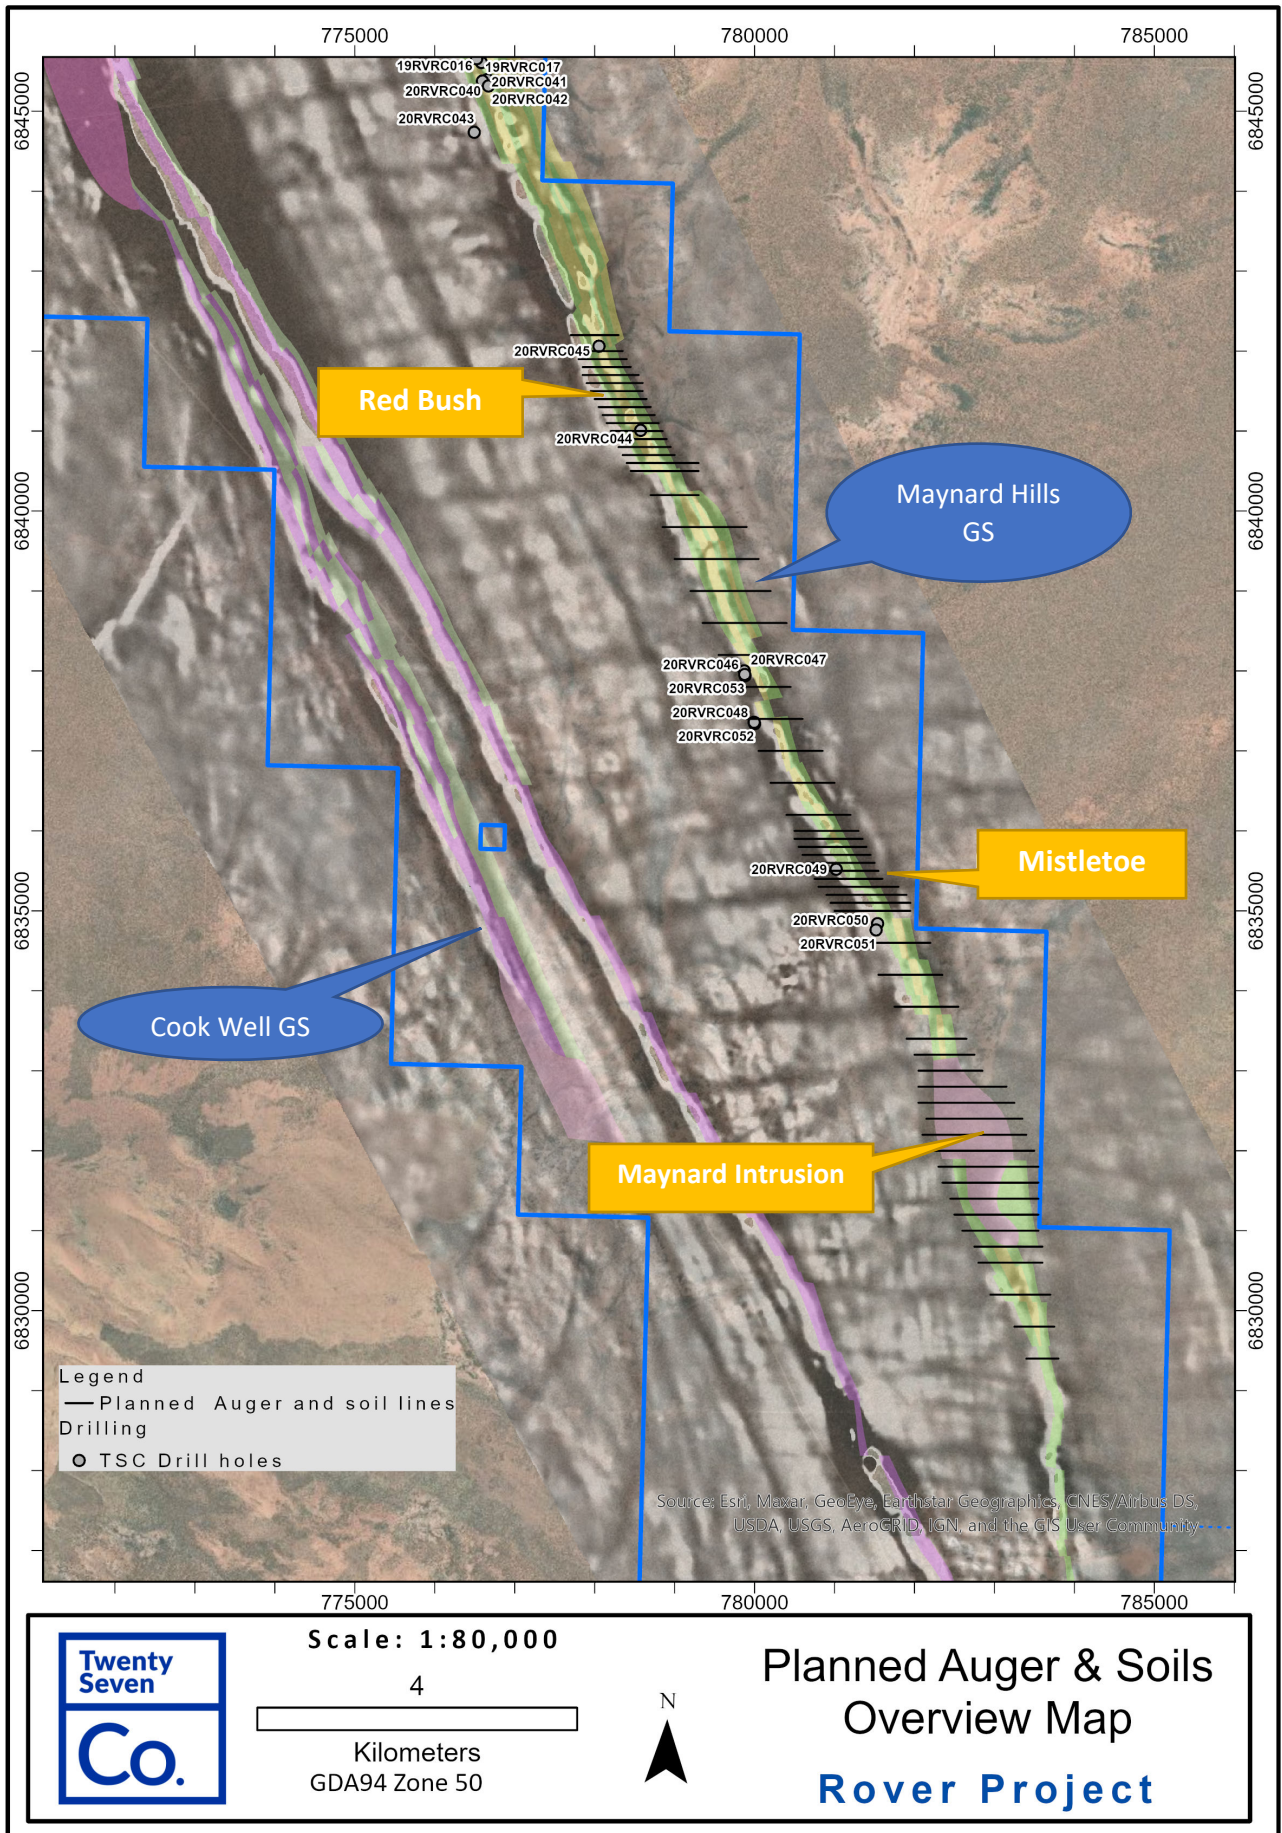 775000
780000
785000
6845000
6845000
19RVRC016
19RVRC017
20RVRC040
20RVRC041
20RVRC042
20RVRC043
20RVRC045
Red Bush
20RVRC044
Maynard Hills
GS
6840000
6840000
20RVRC046
20RVRC047
20RVRC053
20RVRC048
20RVRC052
Mistletoe
20RVRC049
6835000
6835000
20RVRC050
20RVRC051
Cook Well GS
Maynard Intrusion
6830000
6830000
Legend
Planned Auger and soil lines
Drilling
TSC Drill holes
Source: Esri, Maxar, GeoEye, Earthstar Geographics, CNES/Airbus DS,
USDA, USGS, AeroGRID, IGN, and the GIS User Community
775000
780000
785000
Twenty
Seven
Co.
Scale: 1:80,000
4
Kilometers
GDA94 Zone 50
N
Planned Auger & Soils
Overview Map
Rover Project